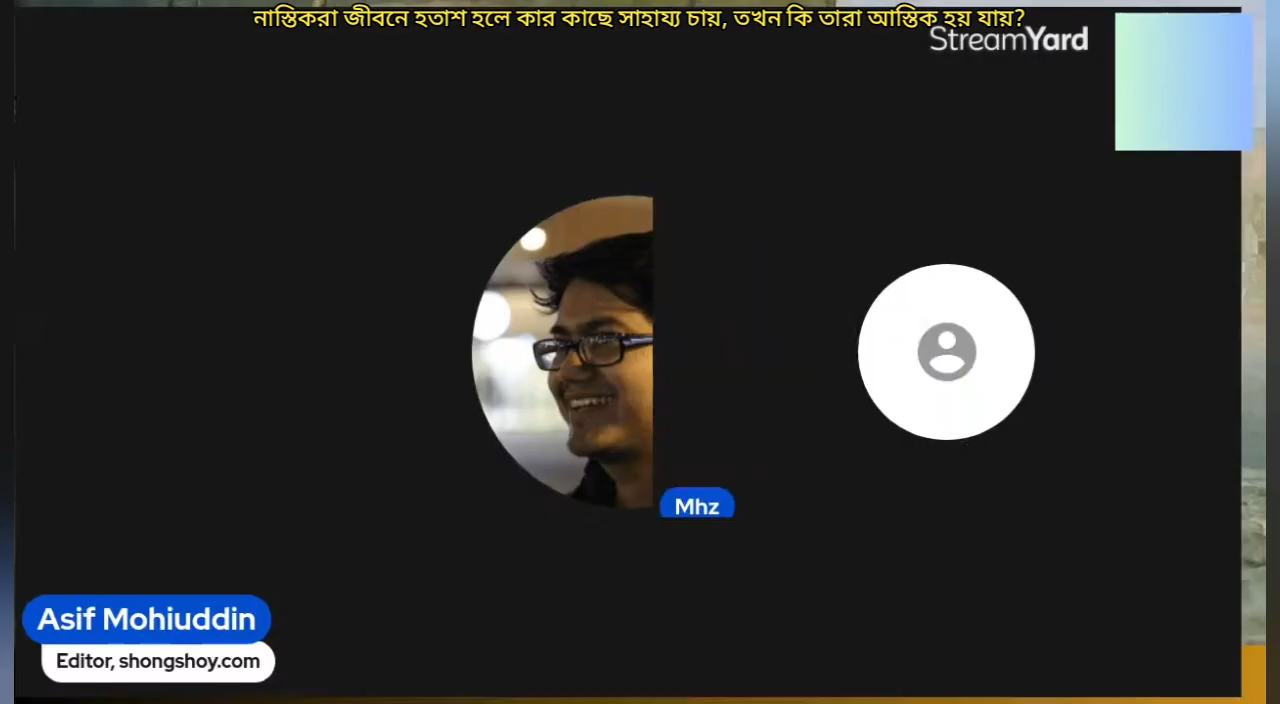 নাস্তিকরা জীবনে হতাশ হলে কার কাছে সাহায্য চায়, তখন কি তারা আস্তিক হয় যায়?
StreamYard
Mhz
Asif Mohiuddin
Editor, shongshoy.com